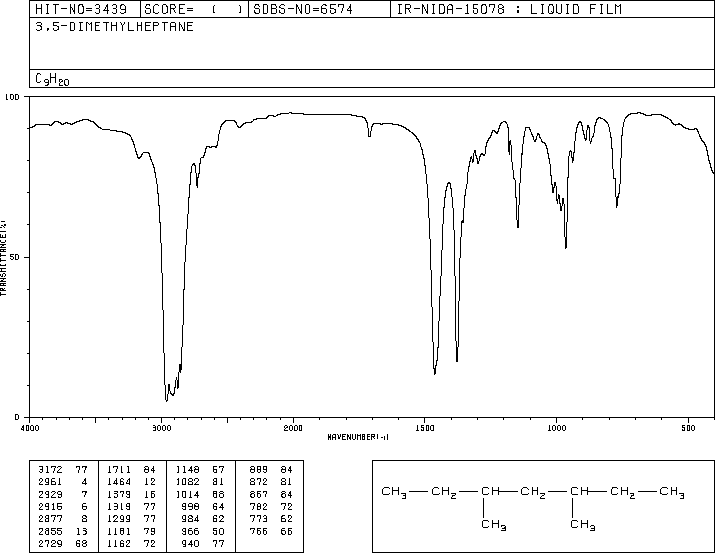 HIT-NO=3439 SCORE= ( ) SDBS-NO=6574 IR-NIDA-15078 : LIQUID FILM
3,5-DIMETHYLHEPTANE
C9H20
100
50
0
TRANSMITTANCE(%)
4000 3000 2000 1500 1000 500
WAVENUMBER(-1)
3172 77 1711 84 1148 57 889 84
2961 4 1464 12 1082 81 872 81
2929 7 1379 16 1014 68 867 84
2915 6 1319 77 998 64 782 72
2877 8 1299 77 984 62 773 62
2855 13 1181 79 966 50 766 66
2729 68 1162 72 940 77
CH3 CH2 CH CH2 CH CH2 CH3
CH3 CH3